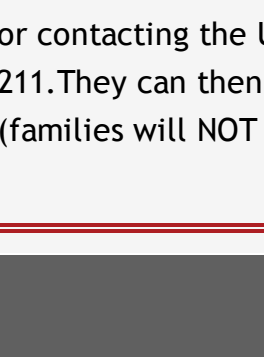 or contacting the
211.They can then
(families will NOT